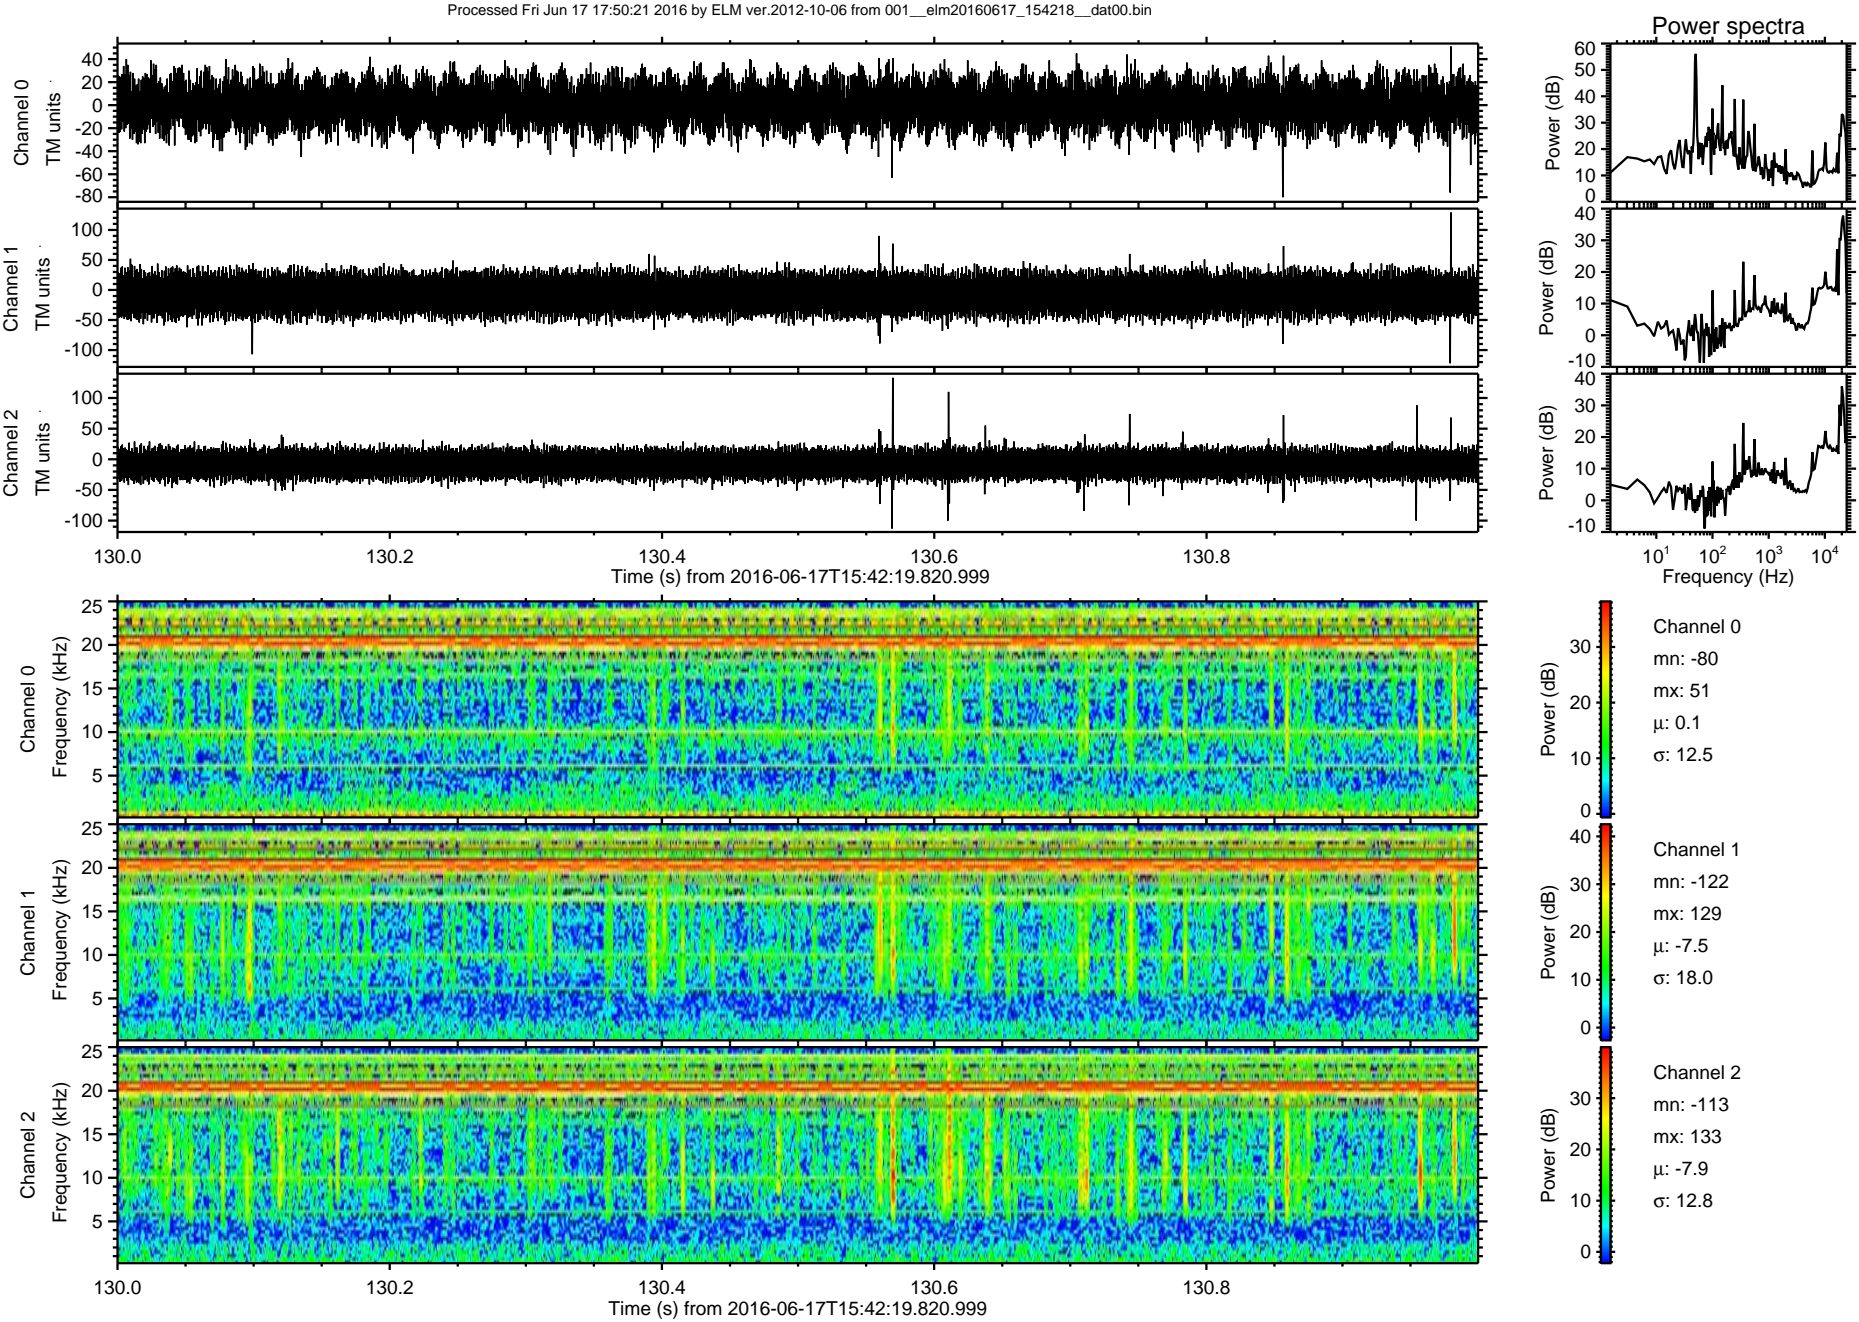 Processed Fri Jun 17 17:50:21 2016 by ELM ver.2012-10-06 from 001__elm20160617_154218__dat00.bin
Power spectra
Channel 0
TM units
40
20
0
-20
-40
-60
-80
Power (dB)
60
50
40
30
20
10
0
Channel 1
TM units
100
50
0
-50
-100
Power (dB)
40
30
20
10
0
-10
Channel 2
TM units
100
50
0
-50
-100
Power (dB)
40
30
20
10
0
-10
130.0 130.2 130.4 130.6 130.8
Time (s) from 2016-06-17T15:42:19.820.999
10¹ 10² 10³ 10⁴
Frequency (Hz)
Channel 0
Frequency (kHz)
25
20
15
10
5
Power (dB)
30
20
10
0
Channel 0
mn: -80
mx: 51
μ: 0.1
σ: 12.5
Channel 1
Frequency (kHz)
25
20
15
10
5
Power (dB)
40
30
20
10
0
Channel 1
mn: -122
mx: 129
μ: -7.5
σ: 18.0
Channel 2
Frequency (kHz)
25
20
15
10
5
Power (dB)
30
20
10
0
Channel 2
mn: -113
mx: 133
μ: -7.9
σ: 12.8
130.0 130.2 130.4 130.6 130.8
Time (s) from 2016-06-17T15:42:19.820.999